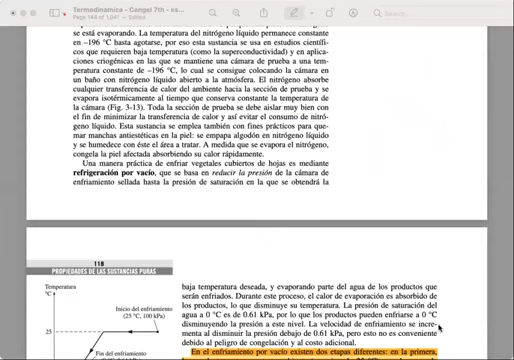 Termodinamica - Cengel 7th - es...
Page 144 of 1,041 — Edited
Search
se está evaporando. La temperatura del nitrógeno líquido permanece constante
en –196 °C hasta agotarse, por eso esta sustancia se usa en estudios científi-
cos que requieren baja temperatura (como la superconductividad) y en aplica-
ciones criogénicas en las que se mantiene una cámara de prueba a una tem-
peratura constante de –196 °C, lo cual se consigue colocando la cámara en
un baño con nitrógeno líquido abierto a la atmósfera. El nitrógeno absorbe
cualquier transferencia de calor del ambiente hacia la sección de prueba y se
evapora isotérmicamente al tiempo que conserva constante la temperatura de
la cámara (Fig. 3-13). Toda la sección de prueba se debe aislar muy bien con
el fin de minimizar la transferencia de calor y así evitar el consumo de nitró-
geno líquido. Esta sustancia se emplea también con fines prácticos para que-
mar manchas antiestéticas en la piel: se empapa algodón en nitrógeno líquido
y se humedece con éste el área a tratar. A medida que se evapora el nitrógeno,
congela la piel afectada absorbiendo su calor rápidamente.
Una manera práctica de enfriar vegetales cubiertos de hojas es mediante
refrigeración por vacío, que se basa en reducir la presión de la cámara de
enfriamiento sellada hasta la presión de saturación en la que se obtendrá la
118
PROPIEDADES DE LAS SUSTANCIAS PURAS
Temperatura
°C
Inicio del enfriamiento
(25 °C, 100 kPa)
25
Fin del enfriamiento
baja temperatura deseada, y evaporando parte del agua de los productos que
serán enfriados. Durante este proceso, el calor de evaporación es absorbido de
los productos, lo que disminuye su temperatura. La presión de saturación del
agua a 0 °C es de 0.61 kPa, por lo que los productos pueden enfriarse a 0 °C
disminuyendo la presión a este nivel. La velocidad de enfriamiento se incre-
menta al disminuir la presión debajo de 0.61 kPa, pero esto no es conveniente
debido al peligro de congelación y al costo adicional.
En el enfriamiento por vacío existen dos etapas diferentes: en la primera,